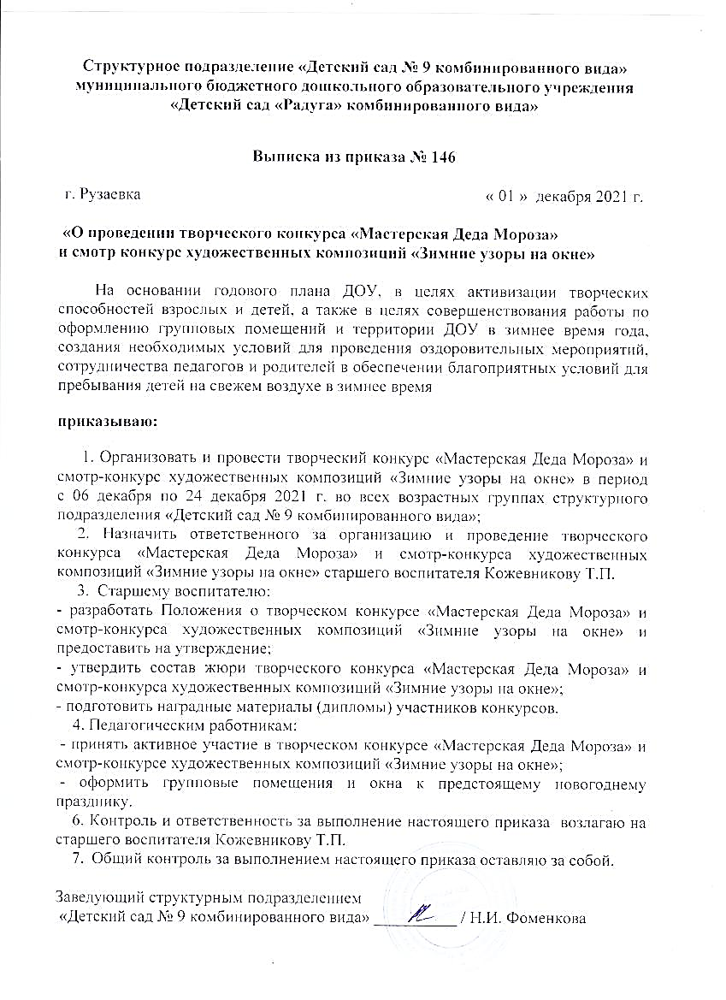 Структурное подразделение «Детский сад № 9 комбинированного вида»
муниципального бюджетного дошкольного образовательного учреждения
«Детский сад «Радуга» комбинированного вида»
Выписка из приказа № 146
г. Рузаевка « 01 » декабря 2021 г.
«О проведении творческого конкурса «Мастерская Деда Мороза»
и смотр конкурс художественных композиций «Зимние узоры на окне»
На основании годового плана ДОУ, в целях активизации творческих
способностей взрослых и детей, а также в целях совершенствования работы по
оформлению групповых помещений и территории ДОУ в зимнее время года,
создания необходимых условий для проведения оздоровительных мероприятий,
сотрудничества педагогов и родителей в обеспечении благоприятных условий для
пребывания детей на свежем воздухе в зимнее время
приказываю:
1. Организовать и провести творческий конкурс «Мастерская Деда Мороза» и
смотр-конкурс художественных композиций «Зимние узоры на окне» в период
с 06 декабря по 24 декабря 2021 г. во всех возрастных группах структурного
подразделения «Детский сад № 9 комбинированного вида»;
2. Назначить ответственного за организацию и проведение творческого
конкурса «Мастерская Деда Мороза» и смотр-конкурса художественных
композиций «Зимние узоры на окне» старшего воспитателя Кожевникову Т.П.
3. Старшему воспитателю:
- разработать Положения о творческом конкурсе «Мастерская Деда Мороза» и
смотр-конкурса художественных композиций «Зимние узоры на окне» и
предоставить на утверждение;
- утвердить состав жюри творческого конкурса «Мастерская Деда Мороза» и
смотр-конкурса художественных композиций «Зимние узоры на окне»;
- подготовить наградные материалы (дипломы) участников конкурсов.
4. Педагогическим работникам:
- принять активное участие в творческом конкурсе «Мастерская Деда Мороза» и
смотр-конкурсе художественных композиций «Зимние узоры на окне»;
- оформить групповые помещения и окна к предстоящему новогоднему
празднику.
6. Контроль и ответственность за выполнение настоящего приказа возлагаю на
старшего воспитателя Кожевникову Т.П.
7. Общий контроль за выполнением настоящего приказа оставляю за собой.
Заведующий структурным подразделением
«Детский сад № 9 комбинированного вида» ___________ / Н.И. Фоменкова